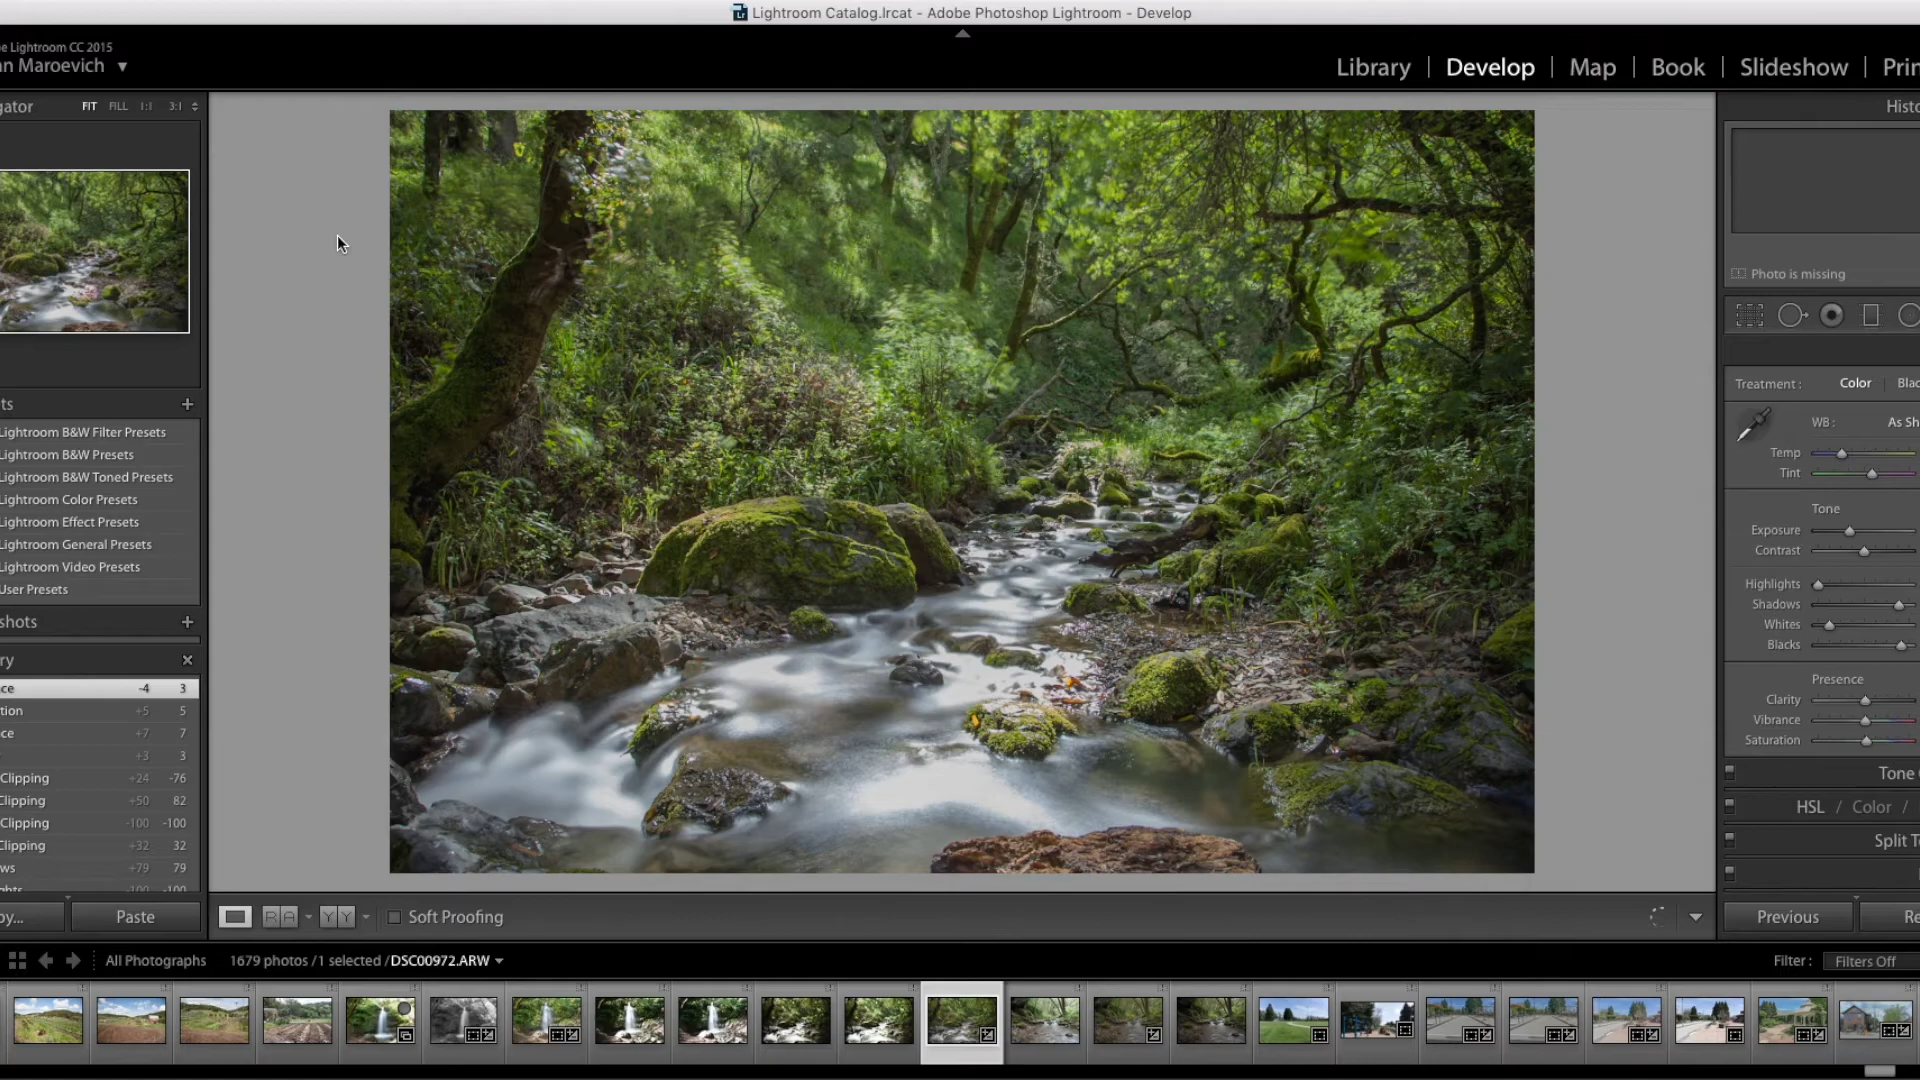 Lightroom Catalog.lrcat - Adobe Photoshop Lightroom - Develop
be Lightroom CC 2015
an Maroevich ▼
Library | Develop | Map | Book | Slideshow | Prin
gator FIT FILL 1:1 3:1
Histo
Photo is missing
Treatment : Color Blac
WB : As Sh
Temp
Tint
Tone
Exposure
Contrast
Highlights
Shadows
Whites
Blacks
Presence
Clarity
Vibrance
Saturation
Tone
HSL / Color /
Split T
ts +
Lightroom B&W Filter Presets
Lightroom B&W Presets
Lightroom B&W Toned Presets
Lightroom Color Presets
Lightroom Effect Presets
Lightroom General Presets
Lightroom Video Presets
User Presets
shots +
ry ×
ce -4 3
tion +5 5
ce +7 7
+3 3
Clipping +24 -76
Clipping +50 82
Clipping -100 -100
Clipping +32 32
ws +79 79
ghts -100 -100
py... Paste
R A Y Y Soft Proofing
Previous Re
All Photographs 1679 photos /1 selected /DSC00972.ARW
Filter : Filters Off